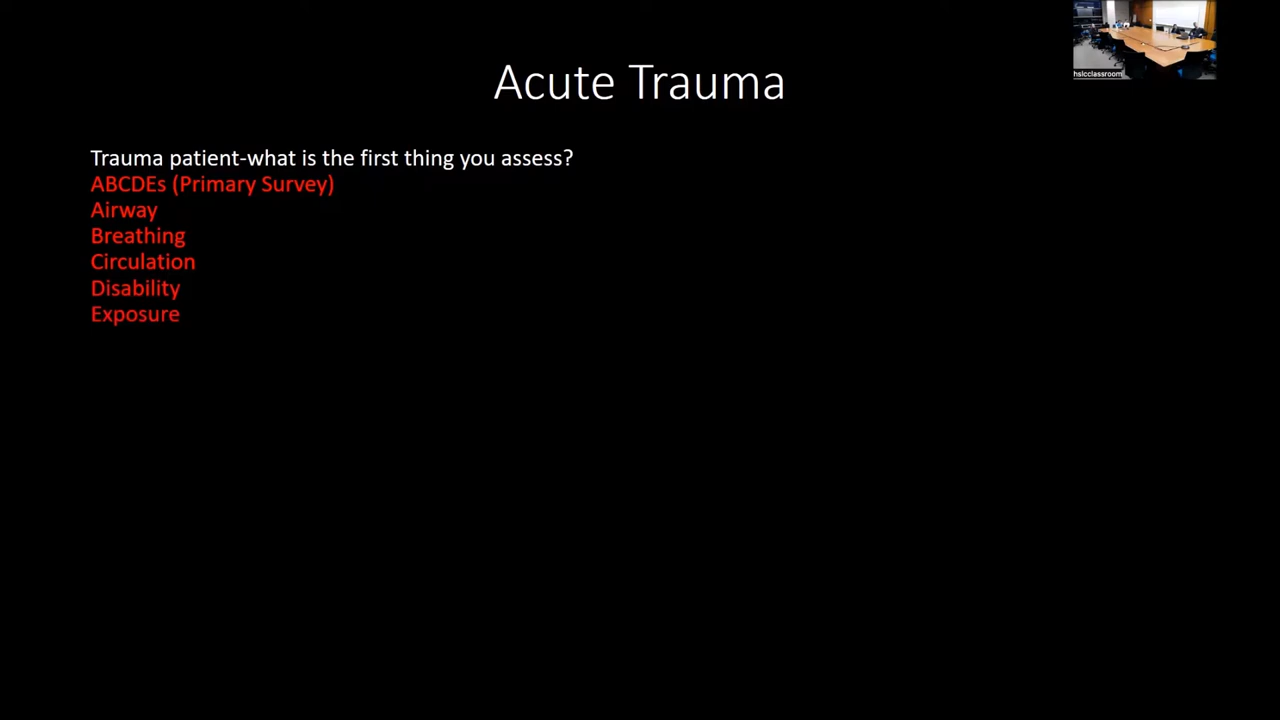 hslcclassroom
Acute Trauma
Trauma patient-what is the first thing you assess?
ABCDEs (Primary Survey)
Airway
Breathing
Circulation
Disability
Exposure